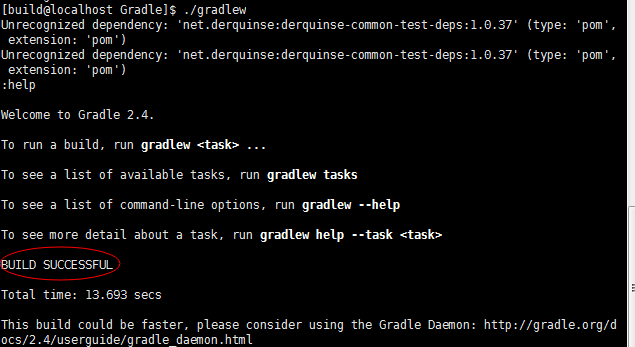 [build@localhost Gradle]$ ./gradlew
Unrecognized dependency: 'net.derquinse:derquinse-common-test-deps:1.0.37' (type: 'pom',
 extension: 'pom')
Unrecognized dependency: 'net.derquinse:derquinse-common-test-deps:1.0.37' (type: 'pom',
 extension: 'pom')
:help
Welcome to Gradle 2.4.
To run a build, run gradlew <task> ...
To see a list of available tasks, run gradlew tasks
To see a list of command-line options, run gradlew --help
To see more detail about a task, run gradlew help --task <task>
BUILD SUCCESSFUL
Total time: 13.693 secs
This build could be faster, please consider using the Gradle Daemon: http://gradle.org/d
ocs/2.4/userguide/gradle_daemon.html